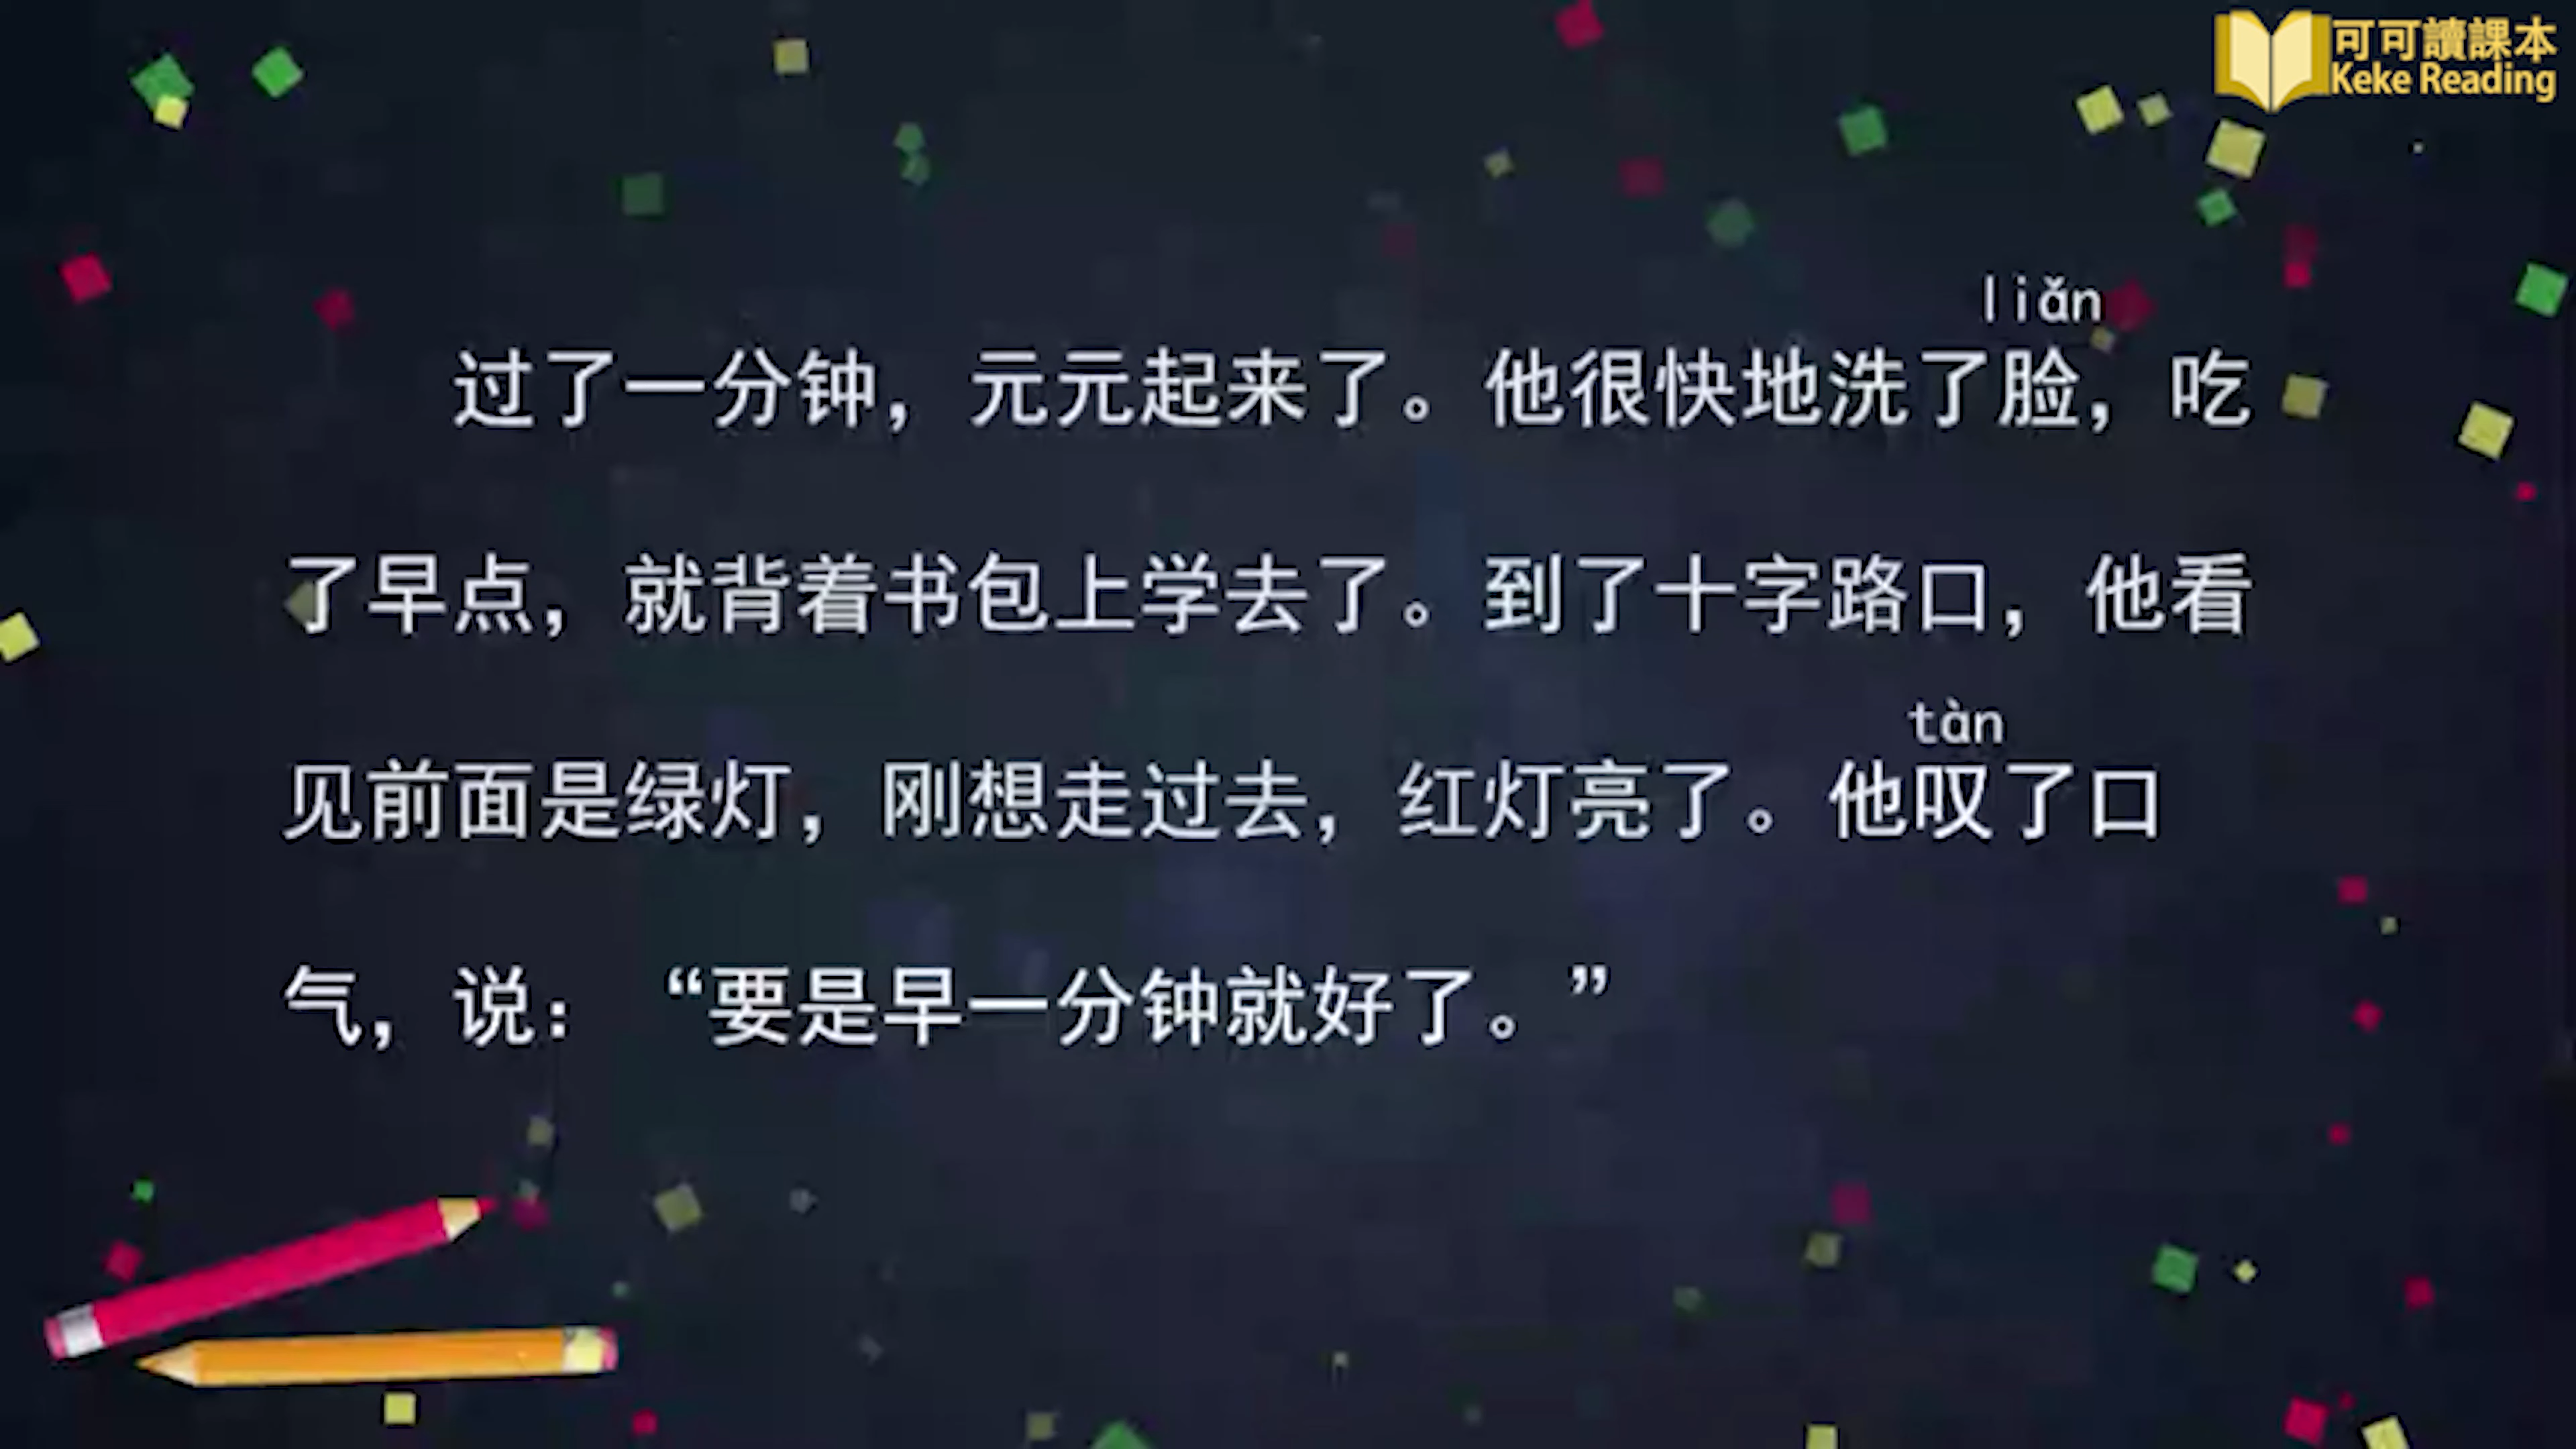 可可讀課本
Keke Reading
liǎn
过了一分钟，元元起来了。他很快地洗了脸，吃
了早点，就背着书包上学去了。到了十字路口，他看
tàn
见前面是绿灯，刚想走过去，红灯亮了。他叹了口
气，说：“要是早一分钟就好了。”